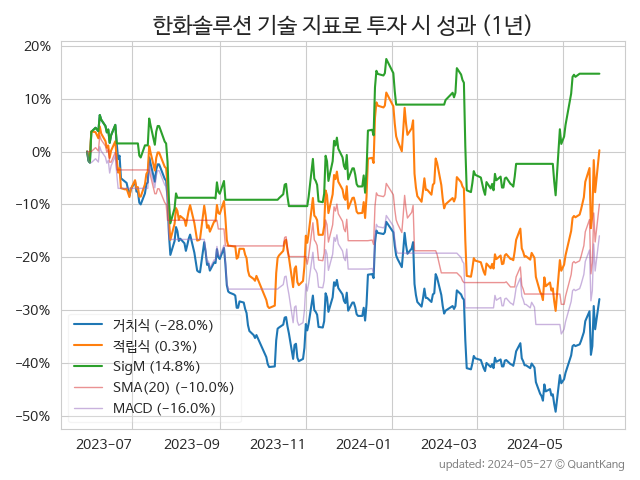 한화솔루션 기술 지표로 투자 시 성과 (1년)
20%
10%
0%
−10%
−20%
−30%
−40%
−50%
거치식 (−28.0%)
적립식 (0.3%)
SigM (14.8%)
SMA(20) (−10.0%)
MACD (−16.0%)
2023−07
2023−09
2023−11
2024−01
2024−03
2024−05
updated: 2024−05−27 © QuantKang